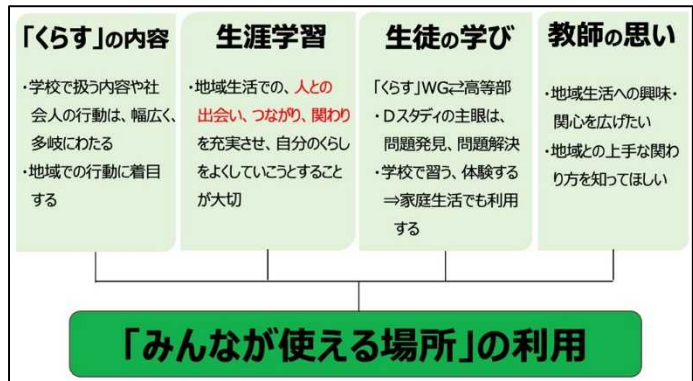 「くらす」の内容
・学校で扱う内容や社
会人の行動は、幅広く、
多岐にわたる
・地域での行動に着目
する
生涯学習
・地域生活での、人との
出会い、つながり、関わり
を充実させ、自分のくらし
をよくしていこうとすること
が大切
生徒の学び
「くらす」WG⇄高等部
・Dスタディの主眼は、
問題発見、問題解決
・学校で習う、体験する
⇒家庭生活でも利用
する
教師の思い
・地域生活への興味・
関心を広げたい
・地域との上手な関わ
り方を知ってほしい
「みんなが使える場所」の利用